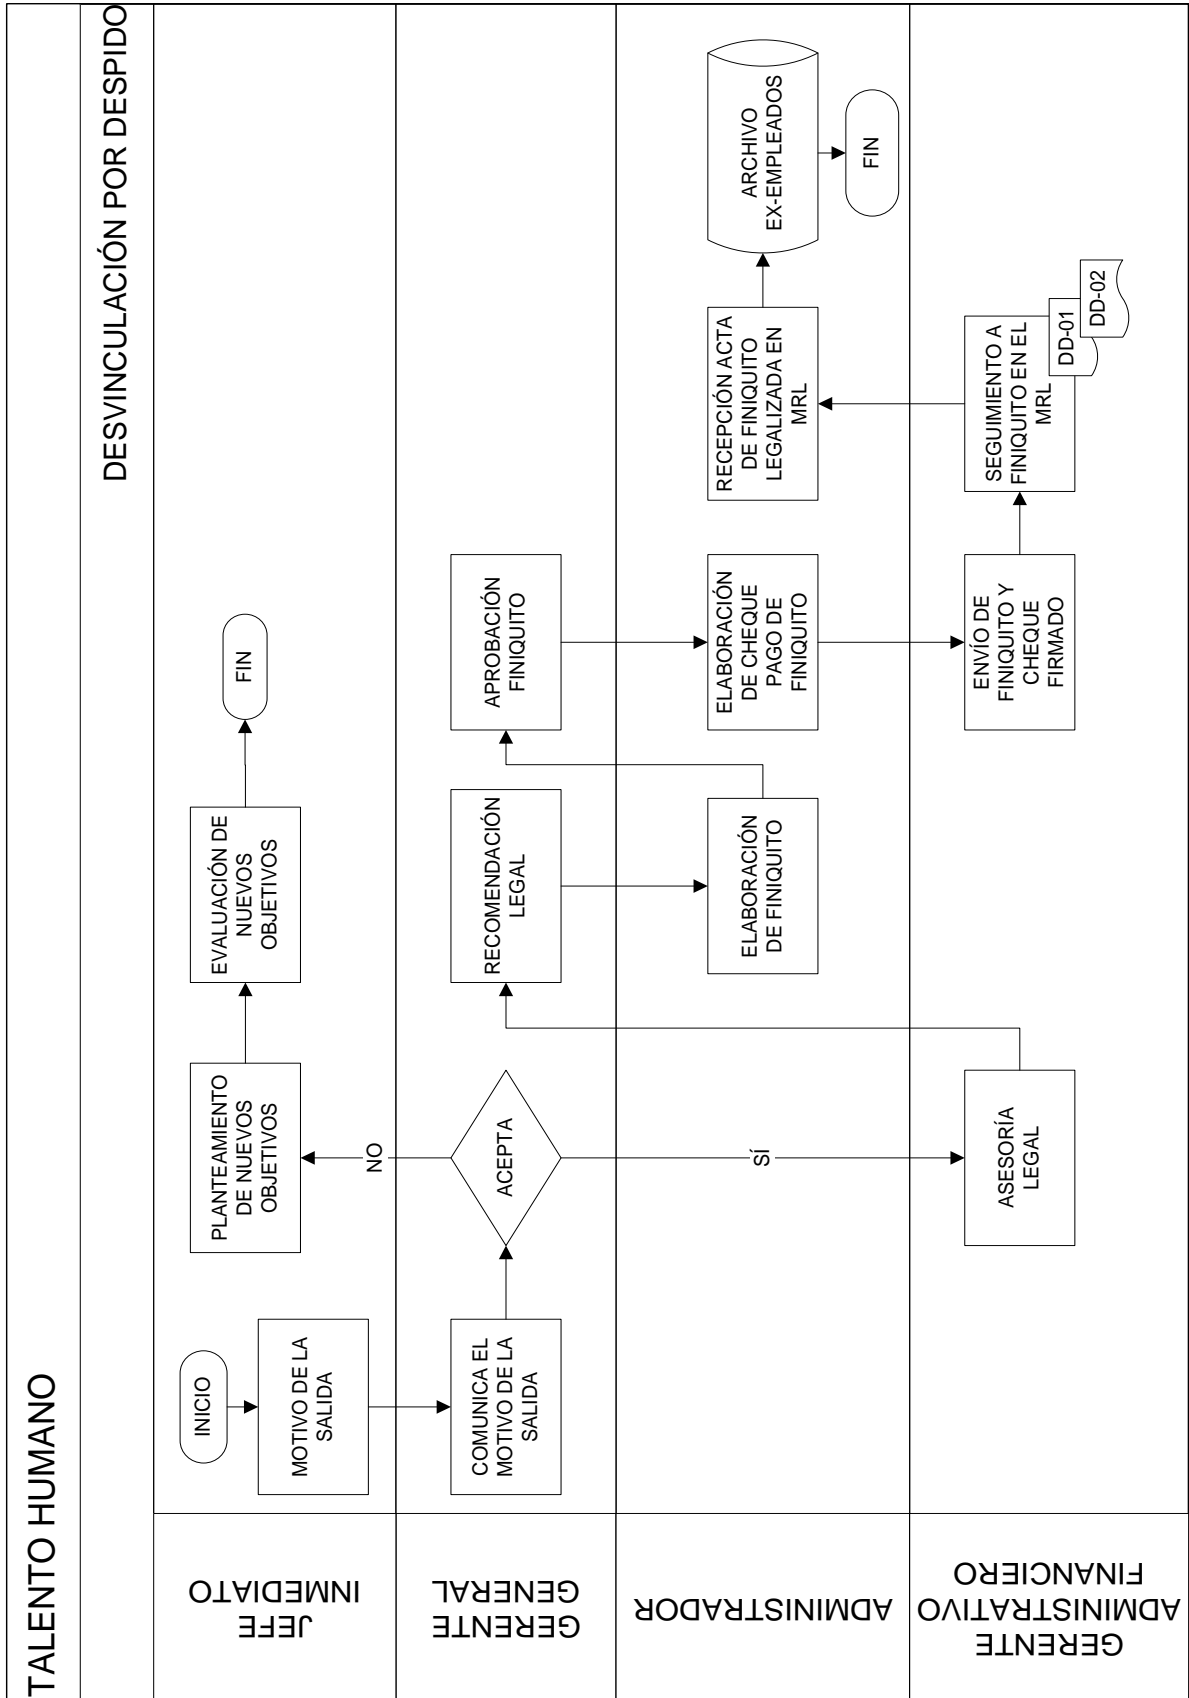 TALENTO HUMANO
DESVINCULACIÓN POR DESPIDO
JEFE
INMEDIATO
INICIO
MOTIVO DE LA
SALIDA
PLANTEAMIENTO
DE NUEVOS
OBJETIVOS
EVALUACIÓN DE
NUEVOS
OBJETIVOS
FIN
GERENTE
GENERAL
COMUNICA EL
MOTIVO DE LA
SALIDA
ACEPTA
NO
SÍ
RECOMENDACIÓN
LEGAL
APROBACIÓN
FINIQUITO
ADMINISTRADOR
ELABORACIÓN
DE FINIQUITO
ELABORACIÓN
DE CHEQUE
PAGO DE
FINIQUITO
RECEPCIÓN ACTA
DE FINIQUITO
LEGALIZADA EN
MRL
ARCHIVO
EX-EMPLEADOS
FIN
GERENTE
ADMINISTRATIVO
FINANCIERO
ASESORÍA
LEGAL
ENVÍO DE
FINIQUITO Y
CHEQUE
FIRMADO
SEGUIMIENTO A
FINIQUITO EN EL
MRL
DD-01
DD-02